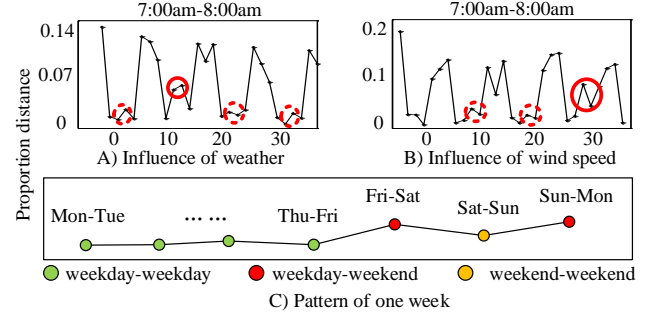 7:00am-8:00am
7:00am-8:00am
0.14
0.07
0
0 10 20 30
A) Influence of weather
0.2
0.1
0
0 10 20 30
B) Influence of wind speed
Proportion distance
Mon-Tue ... ... Thu-Fri Fri-Sat Sat-Sun Sun-Mon
weekday-weekday weekday-weekend weekend-weekend
C) Pattern of one week